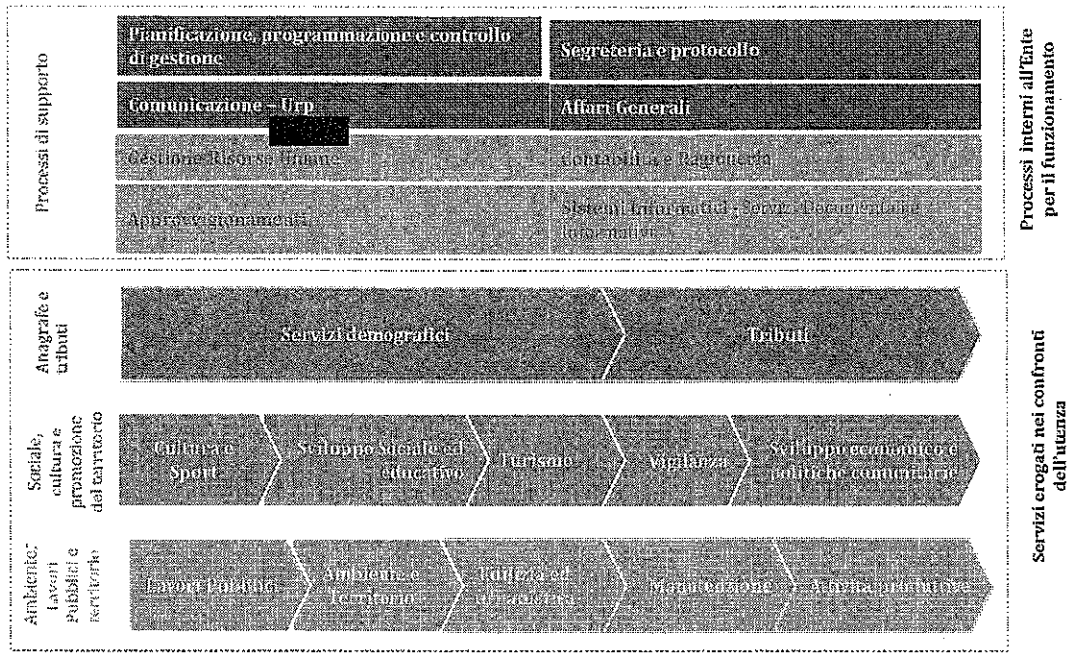 Processi di supporto
Pianificazione, programmazione e controllo
di gestione
Segreteria e protocollo
Comunicazione – Urp
Affari Generali
Gestione Risorse Umane
Contabilità e Ragioneria
Approvvigionamenti
Sistemi Informatici
Processi interni all'Ente
per il funzionamento
Anagrafe e
tributi
Servizi demografici
Tributi
Sociale,
cultura e
promozione
del territorio
Cultura e
Sport
Sviluppo Sociale ed
educativo
Turismo
Vigilanza
Sviluppo economico e
politiche comunitarie
Ambiente,
Lavori
Pubblici e
Territorio
Lavori Pubblici
Ambiente e
Territorio
Manutenzione
Attività produttive
Servizi erogati nei confronti
dell'utenza